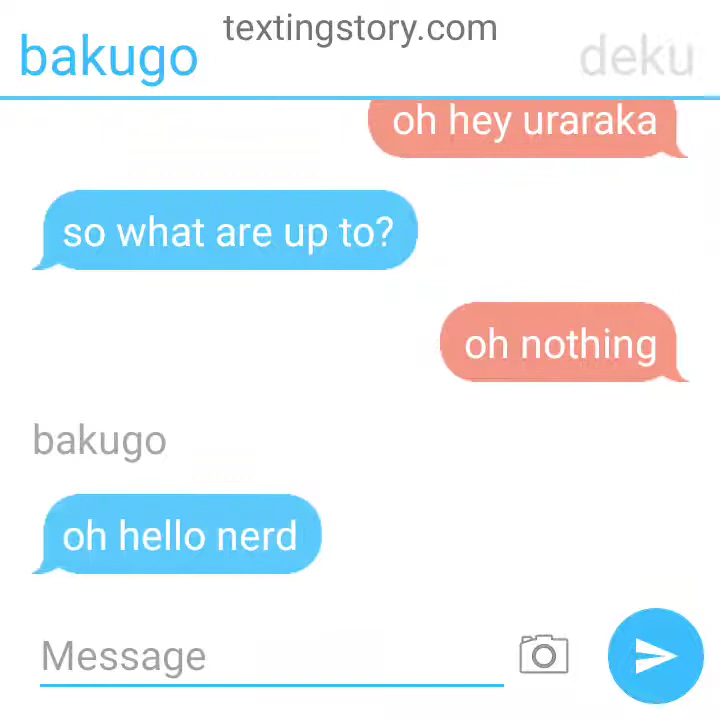 textingstory.com
bakugo
deku
oh hey uraraka
so what are up to?
oh nothing
bakugo
oh hello nerd
Message